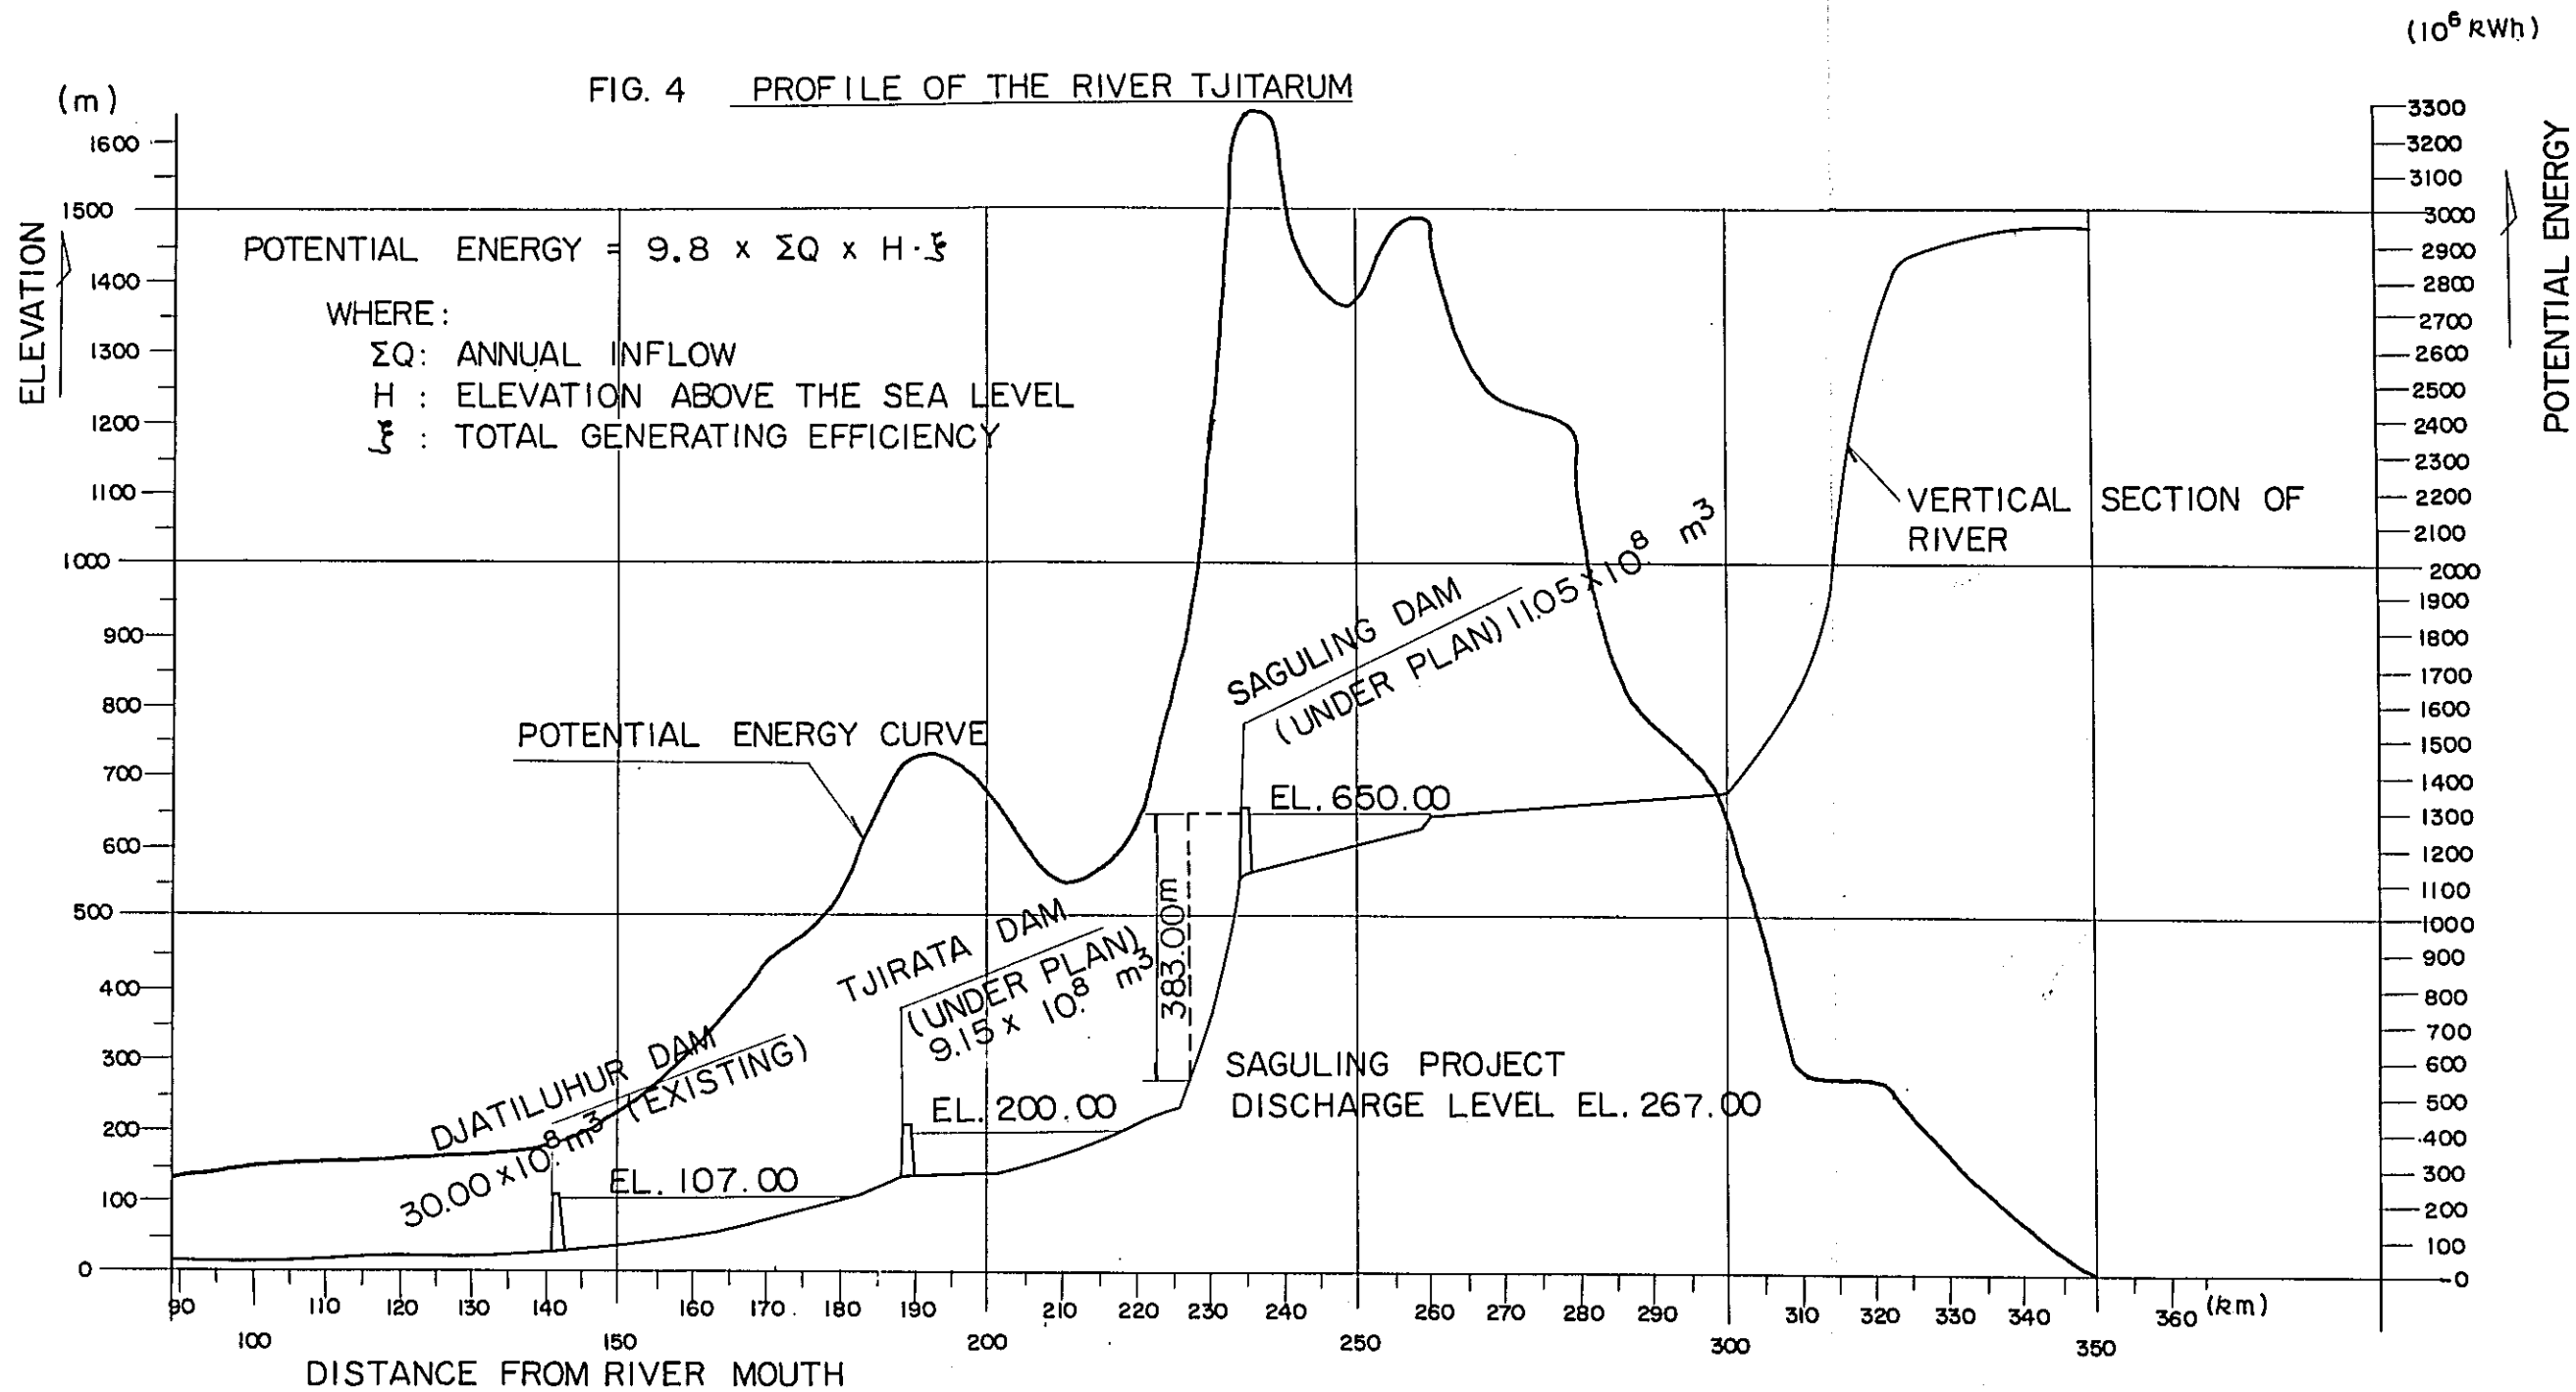 FIG. 4 PROFILE OF THE RIVER TJITARUM
(m)
(10⁶ kWh)
ELEVATION
POTENTIAL ENERGY
1600
1500
1400
1300
1200
1100
1000
900
800
700
600
500
400
300
200
100
0
POTENTIAL ENERGY = 9.8 x ΣQ x H·ξ
WHERE:
ΣQ: ANNUAL INFLOW
H : ELEVATION ABOVE THE SEA LEVEL
ξ : TOTAL GENERATING EFFICIENCY
POTENTIAL ENERGY CURVE
VERTICAL SECTION OF
RIVER
SAGULING DAM
(UNDER PLAN) 11.05×10⁸ m³
EL. 650.00
383.00m
TJIRATA DAM
(UNDER PLAN)
9.15 x 10⁸ m³
EL. 200.00
SAGULING PROJECT
DISCHARGE LEVEL EL. 267.00
DJATILUHUR DAM
30.00×10⁸ m³ (EXISTING)
EL. 107.00
3300
3200
3100
3000
2900
2800
2700
2600
2500
2400
2300
2200
2100
2000
1900
1800
1700
1600
1500
1400
1300
1200
1100
1000
900
800
700
600
500
400
300
200
100
0
90 110 120 130 140 160 170 180 190 210 220 230 240 260 270 280 290 310 320 330 340 360 (km)
100 150 200 250 300 350
DISTANCE FROM RIVER MOUTH